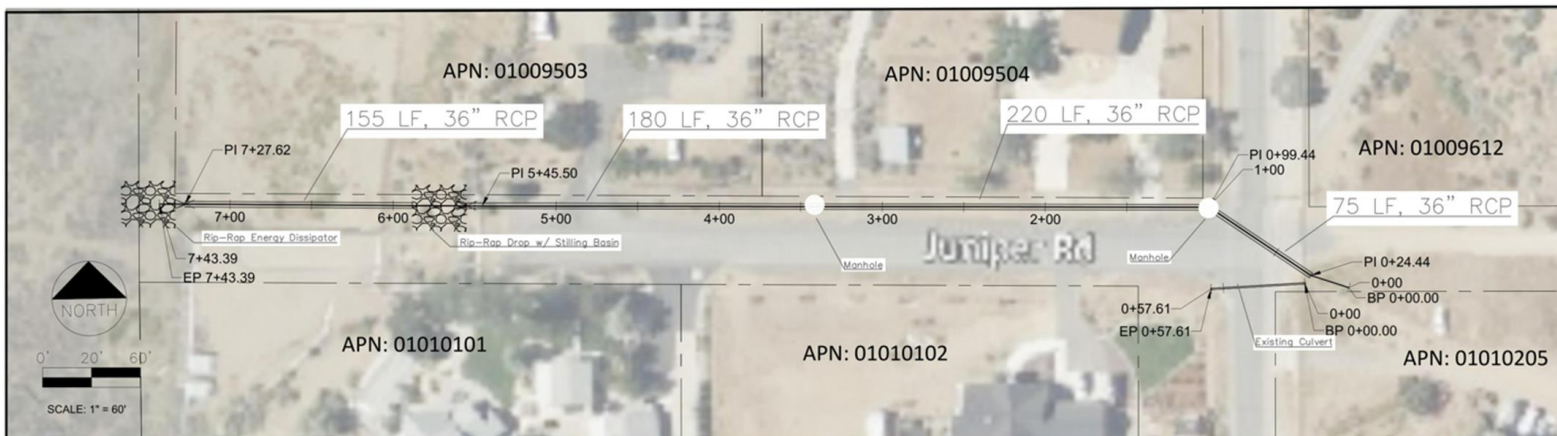 APN: 01009503
APN: 01009504
155 LF, 36” RCP
180 LF, 36” RCP
220 LF, 36” RCP
PI 7+27.62
PI 5+45.50
PI 0+99.44
1+00
APN: 01009612
75 LF, 36” RCP
7+00
6+00
5+00
4+00
3+00
2+00
Rip-Rap Energy Dissipator
Rip-Rap Drop w/ Stilling Basin
Juniper Rd
Manhole
Manhole
7+43.39
EP 7+43.39
PI 0+24.44
0+00
BP 0+00.00
0+57.61
EP 0+57.61
0+00
BP 0+00.00
Existing Culvert
NORTH
APN: 01010101
APN: 01010102
APN: 01010205
0' 20' 60'
SCALE: 1" = 60'